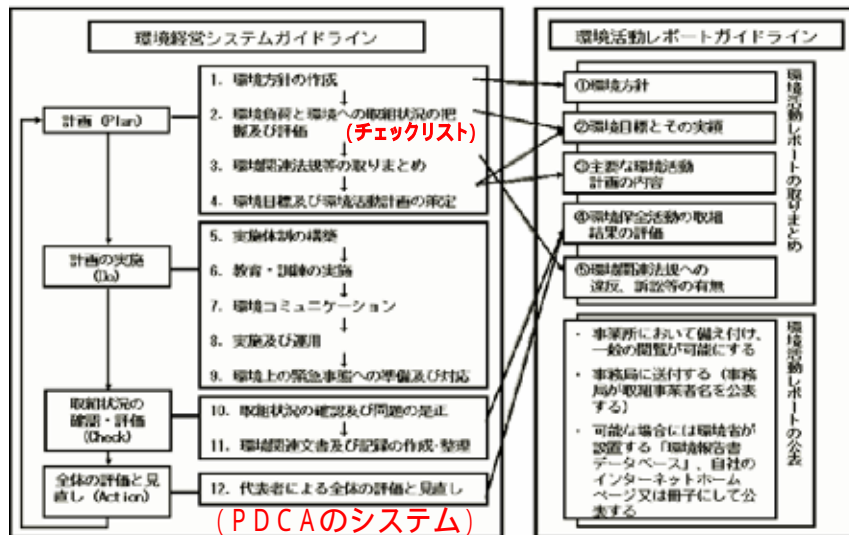 環境経営システムガイドライン
計画 (Plan)
1. 環境方針の作成
↓
2. 環境負荷と環境への取組状況の把
握及び評価
(チェックリスト)
↓
3. 環境関連法規等の取りまとめ
↓
4. 環境目標及び環境活動計画の策定
計画の実施
(Do)
5. 実施体制の構築
↓
6. 教育・訓練の実施
↓
7. 環境コミュニケーション
↓
8. 実施及び運用
↓
9. 環境上の緊急事態への準備及び対応
取組状況の
確認・評価
(Check)
10. 取組状況の確認及び問題の是正
↓
11. 環境関連文書及び記録の作成・整理
全体の評価と見
直し (Action)
12. 代表者による全体の評価と見直し
(PDCAのシステム)
環境活動レポートガイドライン
①環境方針
②環境目標とその実績
③主要な環境活動
計画の内容
④環境保全活動の取組
結果の評価
⑤環境関連法規への
違反、訴訟等の有無
環境活動レポートの取りまとめ
・ 事業所において備え付け、
一般の閲覧が可能にする
・ 事務局に送付する(事務
局が取組事業者名を公表
する)
・ 可能な場合には環境省が
設置する「環境報告書
データベース」、自社の
インターネットホーム
ページ又は冊子にして公
表する
環境活動レポートの公表